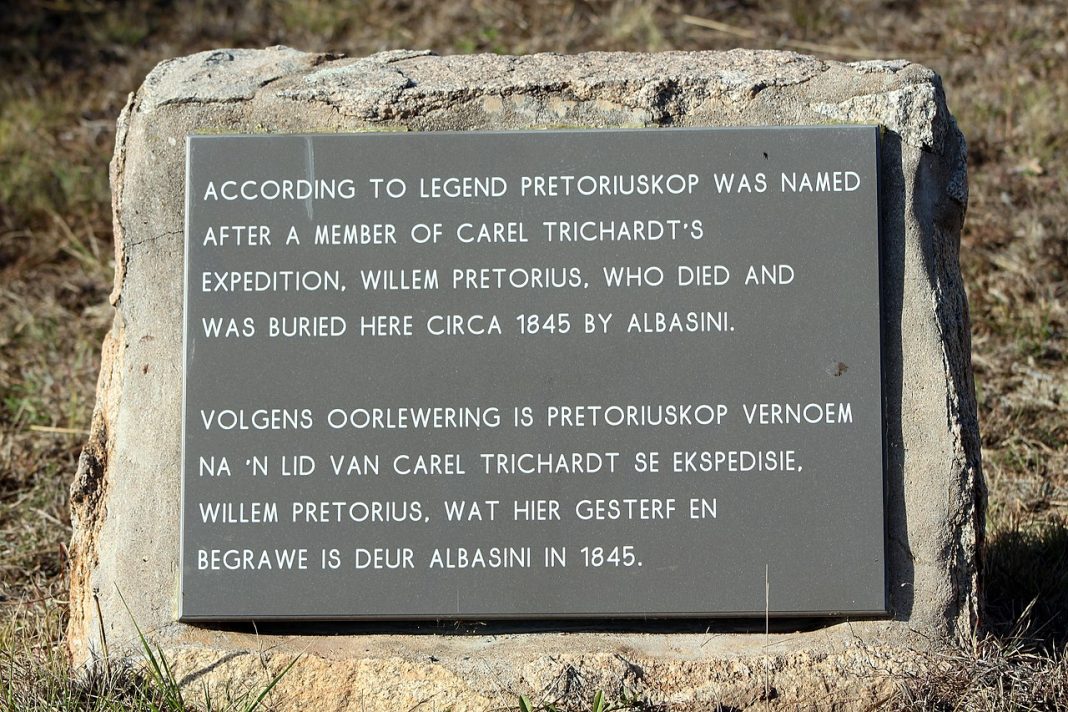 ACCORDING TO LEGEND PRETORIUSKOP WAS NAMED
AFTER A MEMBER OF CAREL TRICHARDT'S
EXPEDITION, WILLEM PRETORIUS, WHO DIED AND
WAS BURIED HERE CIRCA 1845 BY ALBASINI.
VOLGENS OORLEWERING IS PRETORIUSKOP VERNOEM
NA 'N LID VAN CAREL TRICHARDT SE EKSPEDISIE,
WILLEM PRETORIUS, WAT HIER GESTERF EN
BEGRAWE IS DEUR ALBASINI IN 1845.